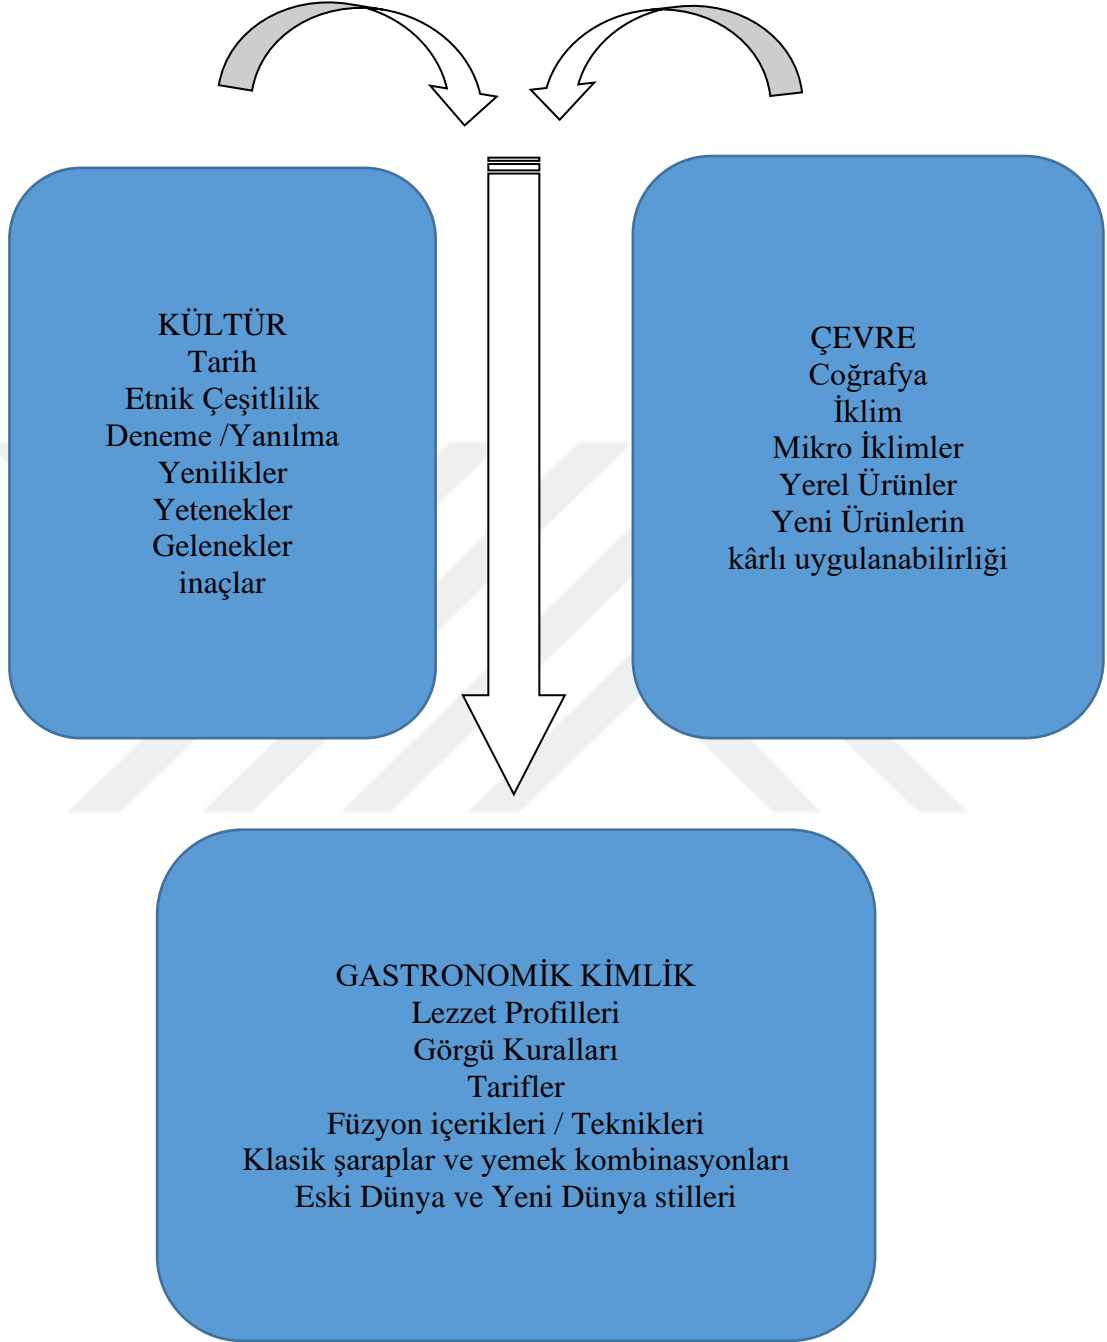 KÜLTÜR
Tarih
Etnik Çeşitlilik
Deneme /Yanılma
Yenilikler
Yetenekler
Gelenekler
inaçlar
ÇEVRE
Coğrafya
İklim
Mikro İklimler
Yerel Ürünler
Yeni Ürünlerin
kârlı uygulanabilirliği
GASTRONOMİK KİMLİK
Lezzet Profilleri
Görgü Kuralları
Tarifler
Füzyon içerikleri / Teknikleri
Klasik şaraplar ve yemek kombinasyonları
Eski Dünya ve Yeni Dünya stilleri